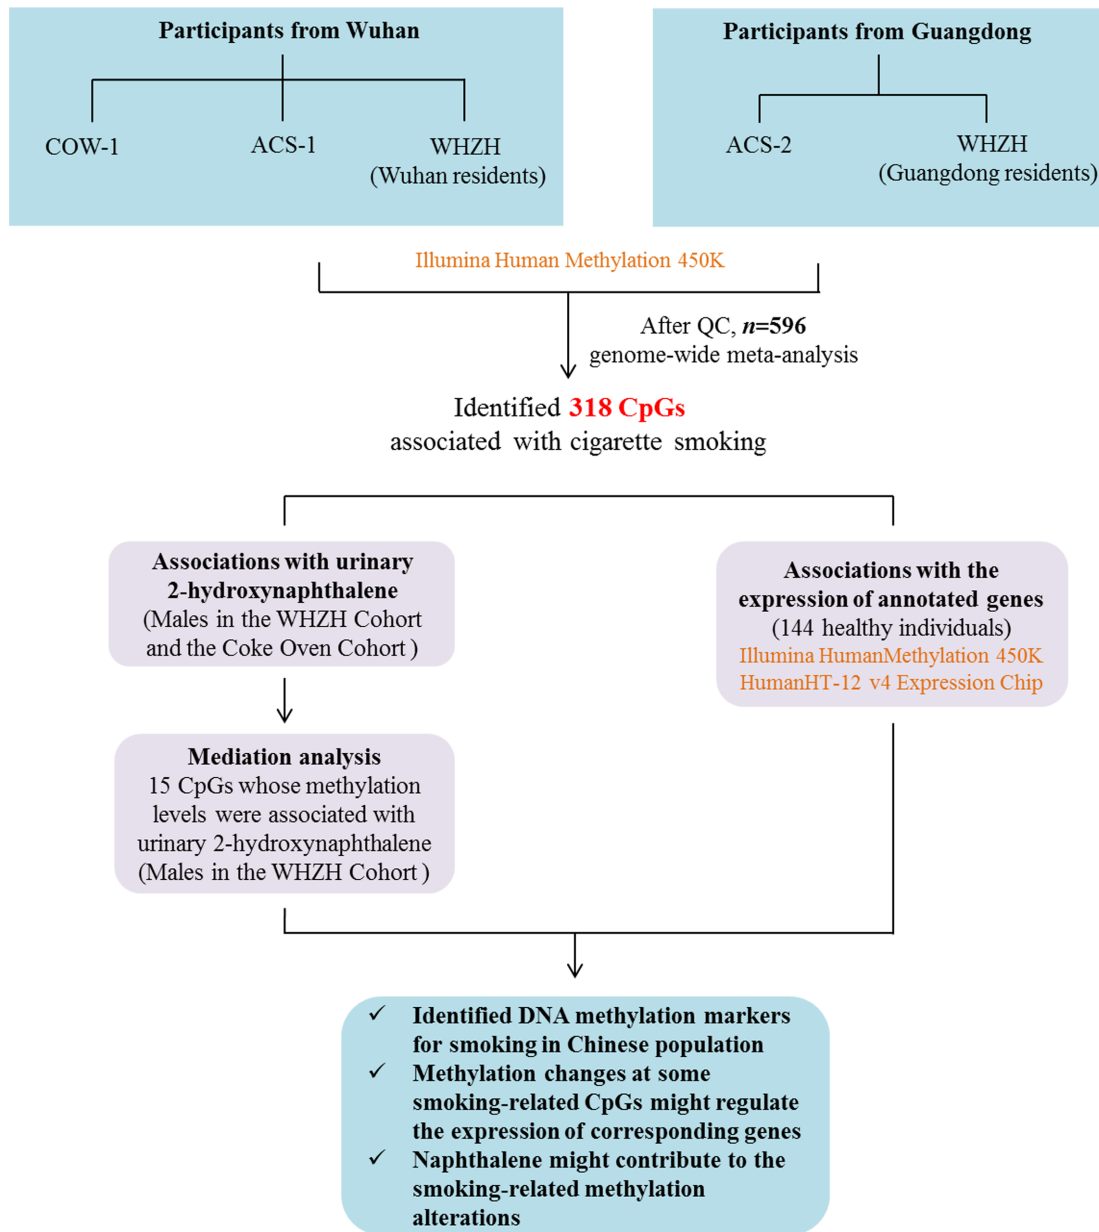 Participants from Wuhan
COW-1
ACS-1
WHZH
(Wuhan residents)
Participants from Guangdong
ACS-2
WHZH
(Guangdong residents)
Illumina Human Methylation 450K
After QC, n=596
genome-wide meta-analysis
Identified 318 CpGs
associated with cigarette smoking
Associations with urinary
2-hydroxynaphthalene
(Males in the WHZH Cohort
and the Coke Oven Cohort )
Mediation analysis
15 CpGs whose methylation
levels were associated with
urinary 2-hydroxynaphthalene
(Males in the WHZH Cohort )
Associations with the
expression of annotated genes
(144 healthy individuals)
Illumina HumanMethylation 450K
HumanHT-12 v4 Expression Chip
✓ Identified DNA methylation markers
for smoking in Chinese population
✓ Methylation changes at some
smoking-related CpGs might regulate
the expression of corresponding genes
✓ Naphthalene might contribute to the
smoking-related methylation
alterations